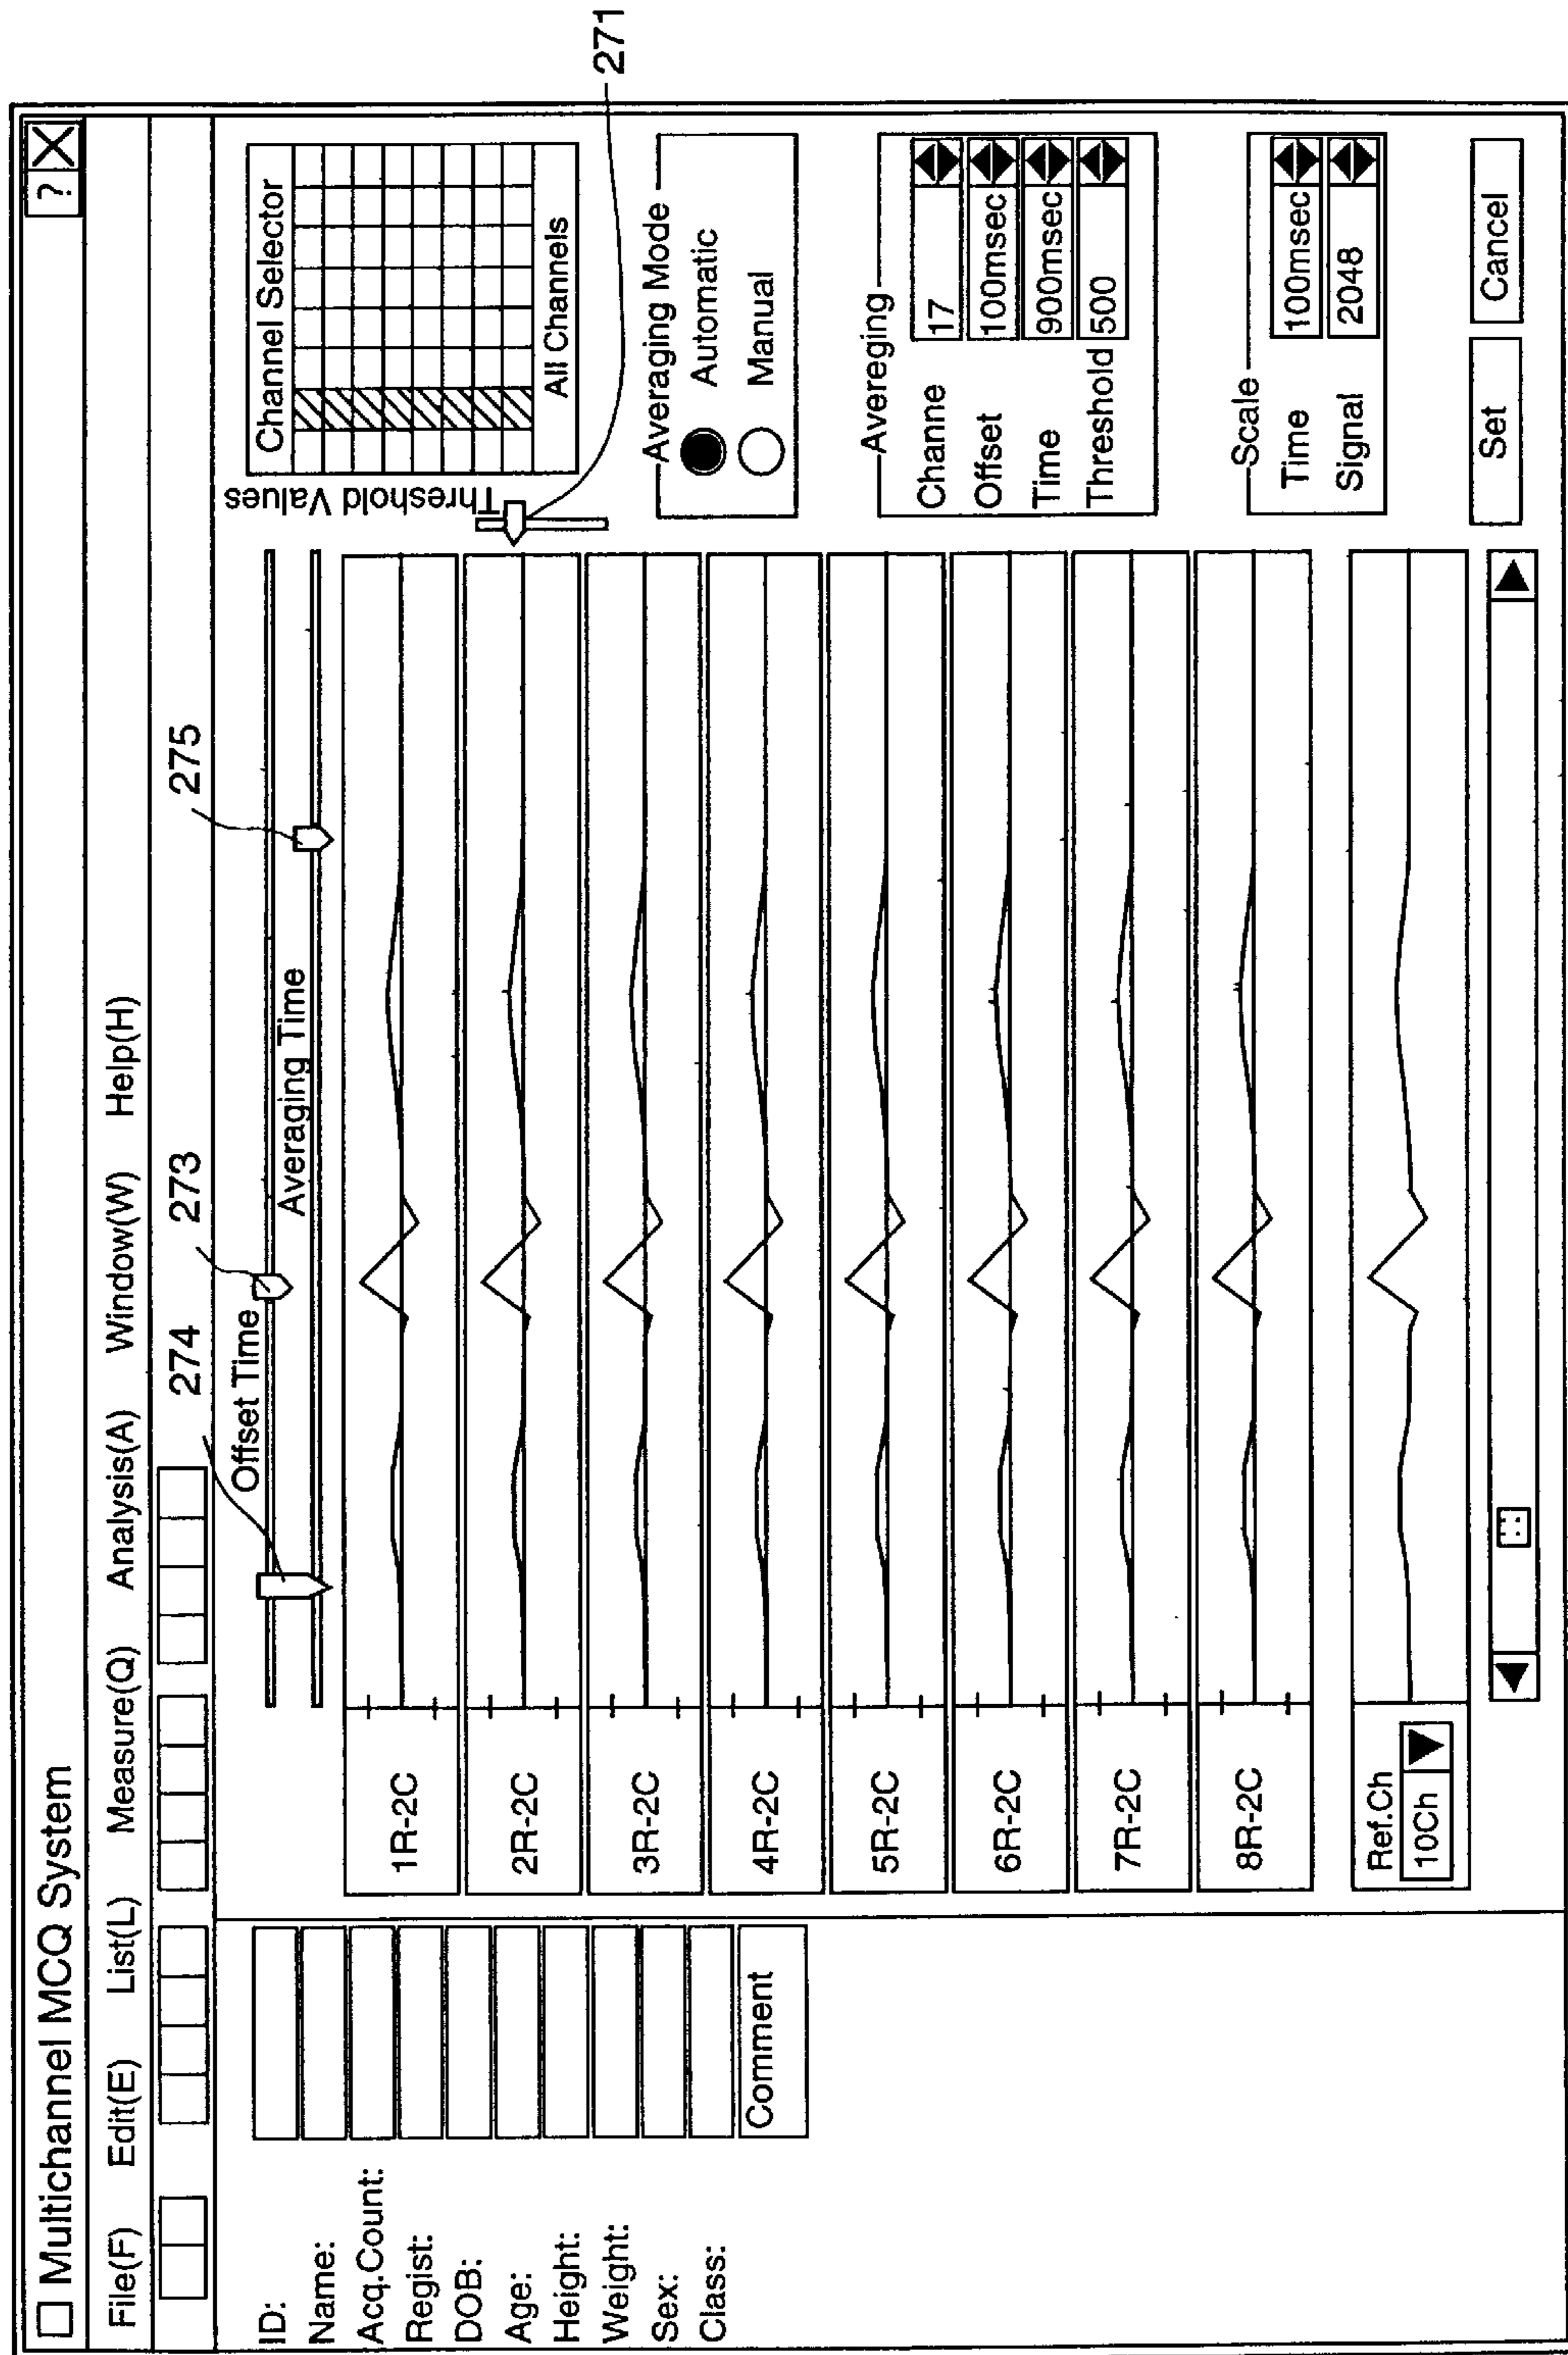 Multichannel MCQ System
?
File(F) Edit(E) List(L) Measure(Q) Analysis(A) Window(W) Help(H)
274 273 275
ID:
Name:
Acq.Count:
Regist:
DOB:
Age:
Height:
Weight:
Sex:
Class:
Comment
Offset Time
Averaging Time
1R-2C
2R-2C
3R-2C
4R-2C
5R-2C
6R-2C
7R-2C
8R-2C
Ref.Ch
10Ch
Threshold Values
271
Channel Selector
All Channels
Averaging Mode
Automatic
Manual
Avereging
Channe 17
Offset 100msec
Time 900msec
Threshold 500
Scale
Time 100msec
Signal 2048
Set Cancel